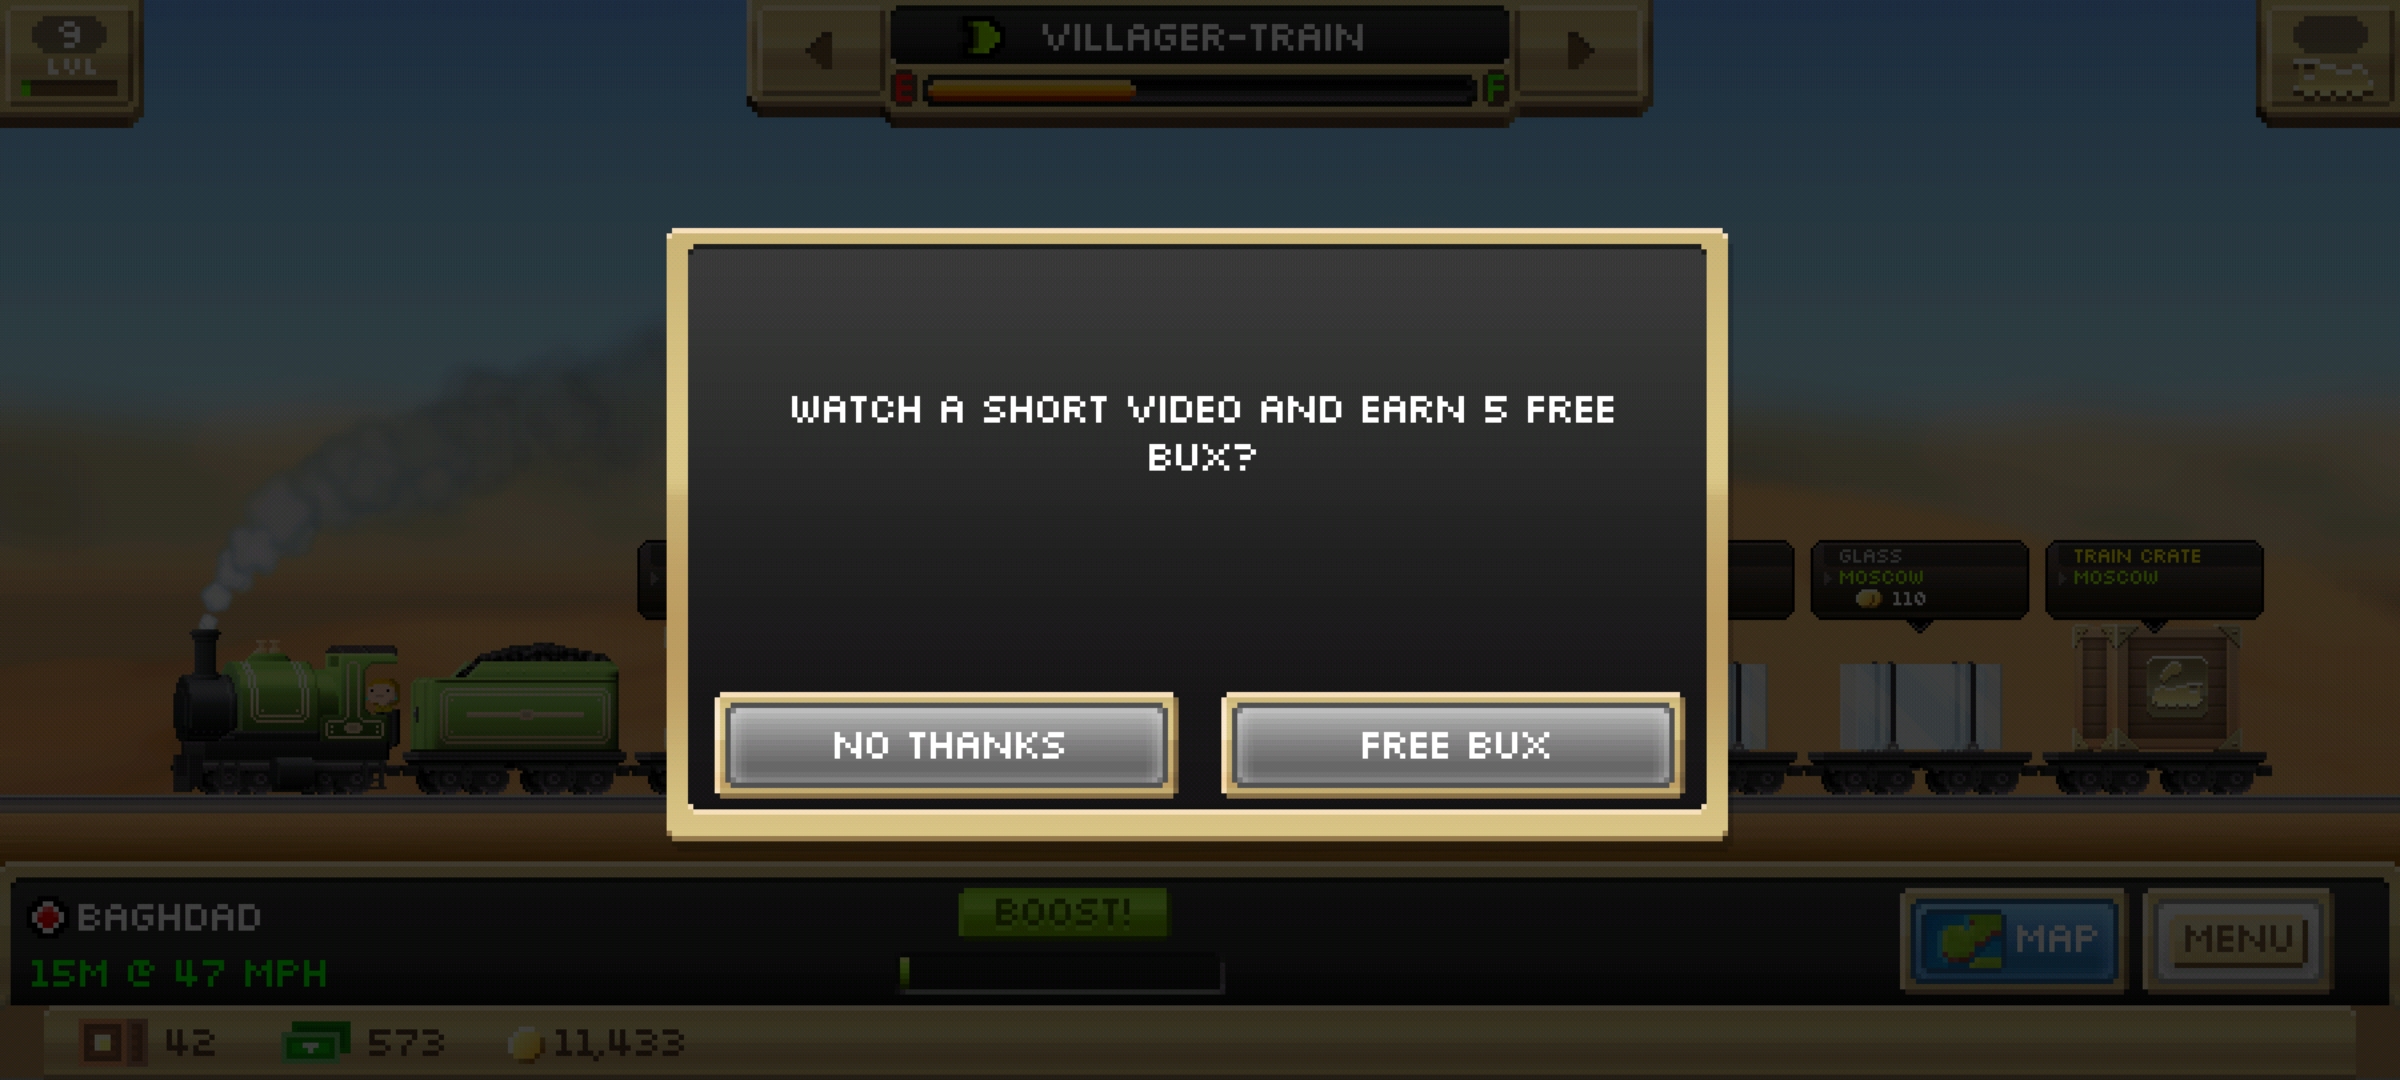 9
LVL
VILLAGER-TRAIN
E F
WATCH A SHORT VIDEO AND EARN 5 FREE
BUX?
NO THANKS
FREE BUX
GLASS
MOSCOW
110
TRAIN CRATE
MOSCOW
BAGHDAD
15M @ 47 MPH
BOOST!
MAP
MENU
42
573
11,433